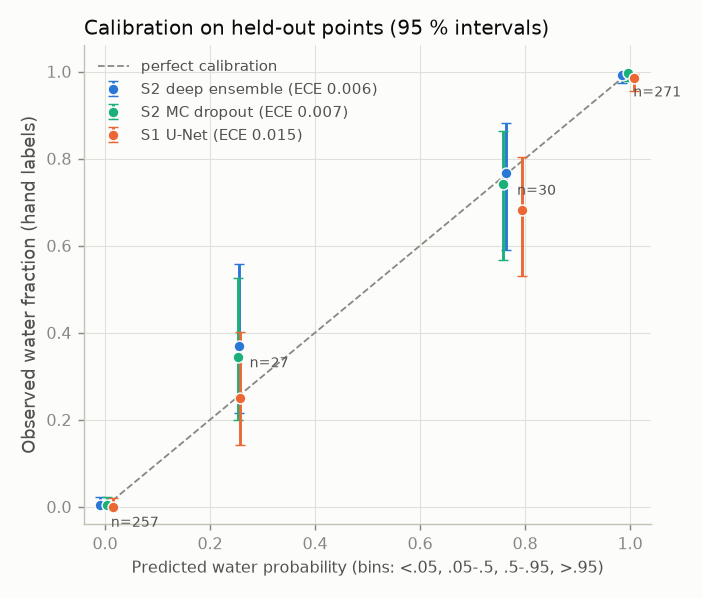 Calibration on held-out points (95 % intervals)
1.0
0.8
0.6
0.4
0.2
0.0
Observed water fraction (hand labels)
perfect calibration
S2 deep ensemble (ECE 0.006)
S2 MC dropout (ECE 0.007)
S1 U-Net (ECE 0.015)
n=271
n=30
n=27
n=257
0.0 0.2 0.4 0.6 0.8 1.0
Predicted water probability (bins: <.05, .05-.5, .5-.95, >.95)